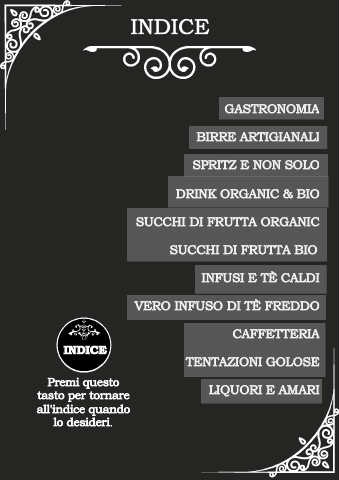 INDICE
GASTRONOMIA
BIRRE ARTIGIANALI
SPRITZ E NON SOLO
DRINK ORGANIC & BIO
SUCCHI DI FRUTTA ORGANIC
SUCCHI DI FRUTTA BIO
INFUSI E TÈ CALDI
VERO INFUSO DI TÈ FREDDO
CAFFETTERIA
TENTAZIONI GOLOSE
LIQUORI E AMARI
INDICE
Premi questo
tasto per tornare
all'indice quando
lo desideri.